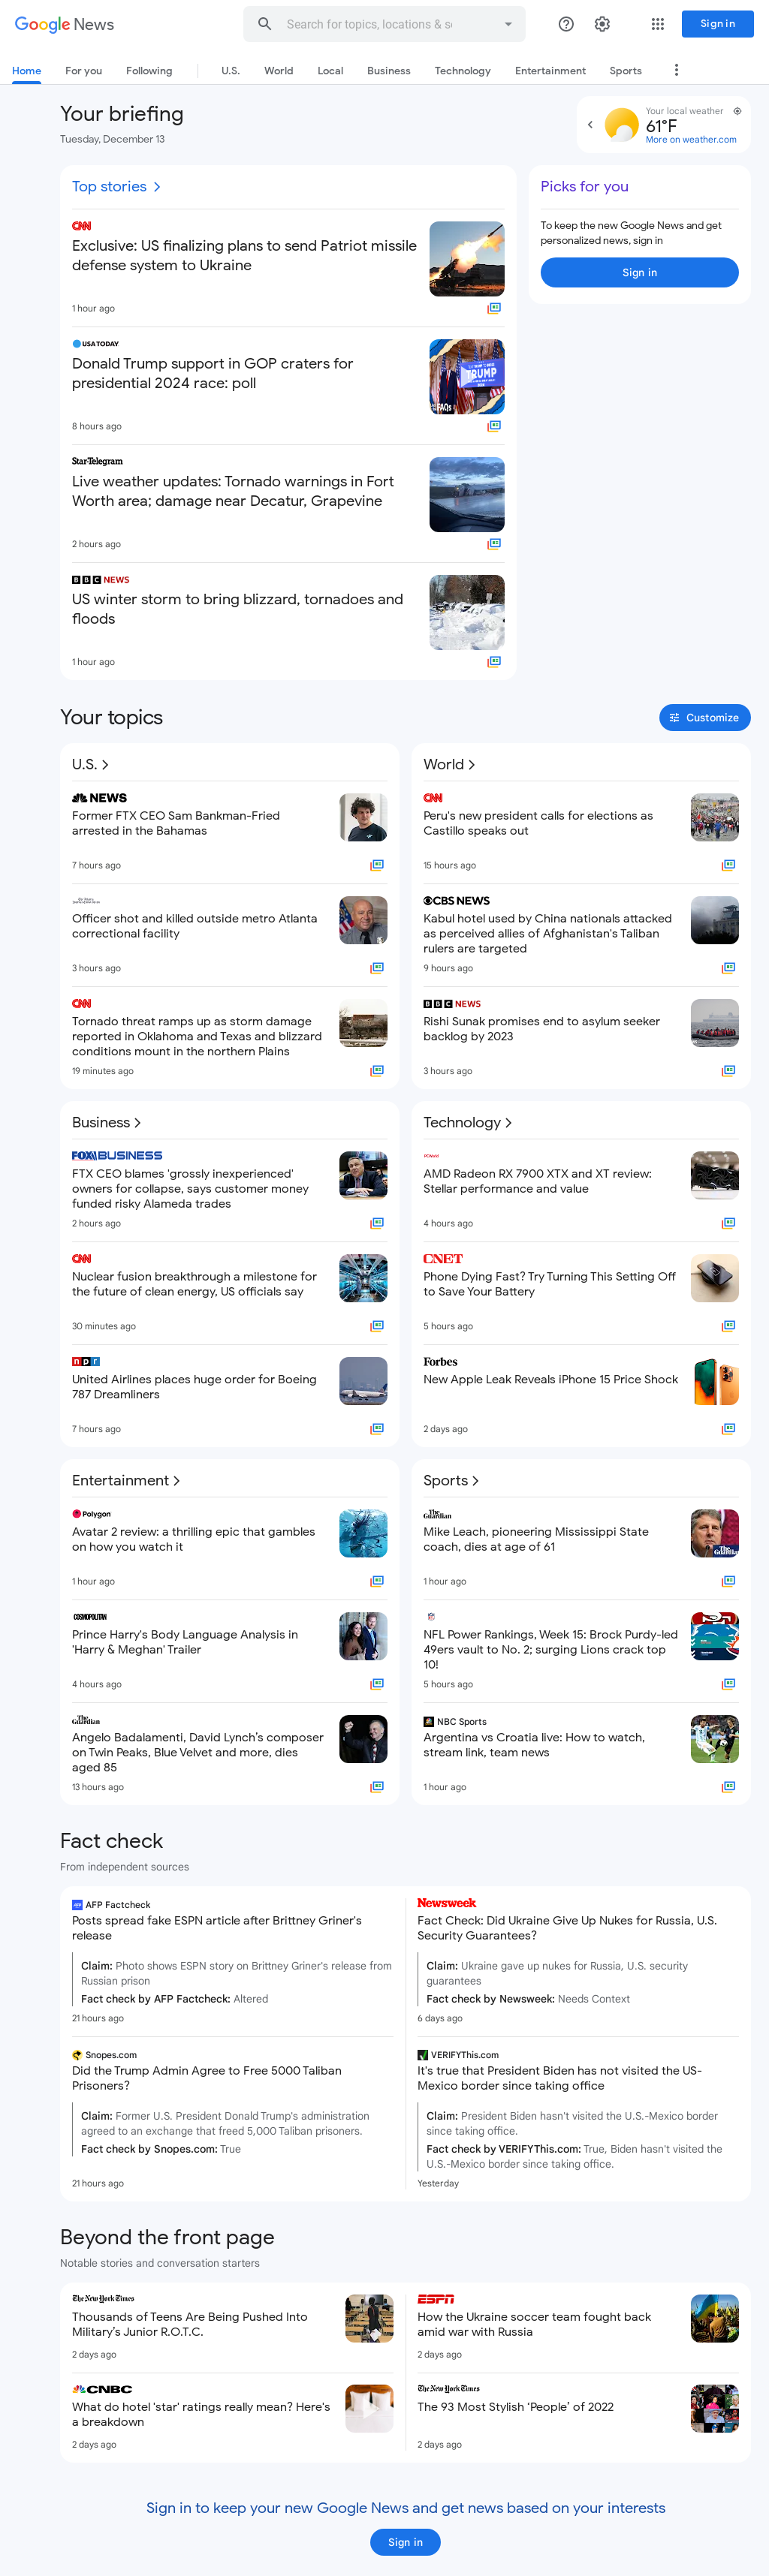 Google News
Search for topics, locations & s
Sign in
Home
For you
Following
U.S.
World
Local
Business
Technology
Entertainment
Sports
Your briefing
Tuesday, December 13
Your local weather
61°F
More on weather.com
Top stories
CNN
Exclusive: US finalizing plans to send Patriot missile
defense system to Ukraine
1 hour ago
USA TODAY
Donald Trump support in GOP craters for
presidential 2024 race: poll
TRUMP
FAQs
8 hours ago
Star-Telegram
Live weather updates: Tornado warnings in Fort
Worth area; damage near Decatur, Grapevine
2 hours ago
BBC NEWS
US winter storm to bring blizzard, tornadoes and
floods
1 hour ago
Picks for you
To keep the new Google News and get
personalized news, sign in
Sign in
Your topics
Customize
U.S.
NEWS
Former FTX CEO Sam Bankman-Fried
arrested in the Bahamas
7 hours ago
Officer shot and killed outside metro Atlanta
correctional facility
3 hours ago
CNN
Tornado threat ramps up as storm damage
reported in Oklahoma and Texas and blizzard
conditions mount in the northern Plains
19 minutes ago
World
CNN
Peru's new president calls for elections as
Castillo speaks out
15 hours ago
CBS NEWS
Kabul hotel used by China nationals attacked
as perceived allies of Afghanistan's Taliban
rulers are targeted
9 hours ago
BBC NEWS
Rishi Sunak promises end to asylum seeker
backlog by 2023
3 hours ago
Business
FOX BUSINESS
FTX CEO blames 'grossly inexperienced'
owners for collapse, says customer money
funded risky Alameda trades
2 hours ago
CNN
Nuclear fusion breakthrough a milestone for
the future of clean energy, US officials say
30 minutes ago
npr
United Airlines places huge order for Boeing
787 Dreamliners
7 hours ago
Technology
PCWorld
AMD Radeon RX 7900 XTX and XT review:
Stellar performance and value
4 hours ago
CNET
Phone Dying Fast? Try Turning This Setting Off
to Save Your Battery
5 hours ago
Forbes
New Apple Leak Reveals iPhone 15 Price Shock
2 days ago
Entertainment
Polygon
Avatar 2 review: a thrilling epic that gambles
on how you watch it
1 hour ago
COSMOPOLITAN
Prince Harry's Body Language Analysis in
'Harry & Meghan' Trailer
4 hours ago
The Guardian
Angelo Badalamenti, David Lynch’s composer
on Twin Peaks, Blue Velvet and more, dies
aged 85
13 hours ago
Sports
The Guardian
Mike Leach, pioneering Mississippi State
coach, dies at age of 61
The Guardian
1 hour ago
NFL Power Rankings, Week 15: Brock Purdy-led
49ers vault to No. 2; surging Lions crack top
10!
5 hours ago
NBC Sports
Argentina vs Croatia live: How to watch,
stream link, team news
1 hour ago
Fact check
From independent sources
AFP Factcheck
Posts spread fake ESPN article after Brittney Griner's
release
Claim: Photo shows ESPN story on Brittney Griner's release from
Russian prison
Fact check by AFP Factcheck: Altered
21 hours ago
Newsweek
Fact Check: Did Ukraine Give Up Nukes for Russia, U.S.
Security Guarantees?
Claim: Ukraine gave up nukes for Russia, U.S. security
guarantees
Fact check by Newsweek: Needs Context
6 days ago
Snopes.com
Did the Trump Admin Agree to Free 5000 Taliban
Prisoners?
Claim: Former U.S. President Donald Trump's administration
agreed to an exchange that freed 5,000 Taliban prisoners.
Fact check by Snopes.com: True
21 hours ago
VERIFYThis.com
It's true that President Biden has not visited the US-
Mexico border since taking office
Claim: President Biden hasn't visited the U.S.-Mexico border
since taking office.
Fact check by VERIFYThis.com: True, Biden hasn't visited the
U.S.-Mexico border since taking office.
Yesterday
Beyond the front page
Notable stories and conversation starters
The New York Times
Thousands of Teens Are Being Pushed Into
Military’s Junior R.O.T.C.
2 days ago
ESPN
How the Ukraine soccer team fought back
amid war with Russia
2 days ago
CNBC
What do hotel 'star' ratings really mean? Here's
a breakdown
2 days ago
The New York Times
The 93 Most Stylish ‘People’ of 2022
2 days ago
Sign in to keep your new Google News and get news based on your interests
Sign in